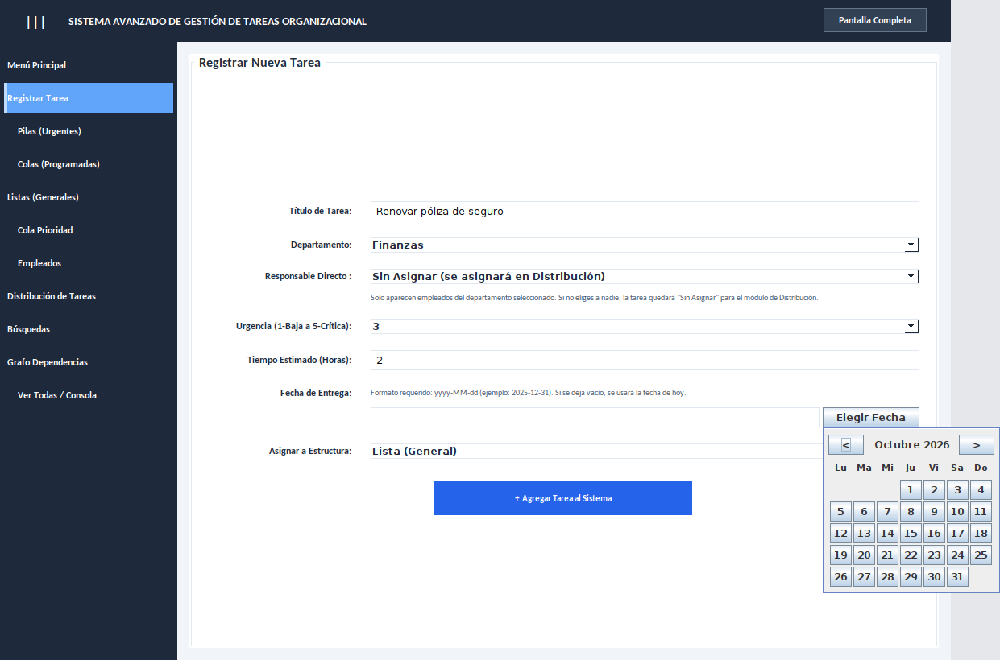 ||| SISTEMA AVANZADO DE GESTIÓN DE TAREAS ORGANIZACIONAL Pantalla Completa
Menú Principal
Registrar Tarea
Pilas (Urgentes)
Colas (Programadas)
Listas (Generales)
Cola Prioridad
Empleados
Distribución de Tareas
Búsquedas
Grafo Dependencias
Ver Todas / Consola
Registrar Nueva Tarea
Título de Tarea: Renovar póliza de seguro
Departamento: Finanzas
Responsable Directo : Sin Asignar (se asignará en Distribución)
Solo aparecen empleados del departamento seleccionado. Si no eliges a nadie, la tarea quedará "Sin Asignar" para el módulo de Distribución.
Urgencia (1-Baja a 5-Crítica): 3
Tiempo Estimado (Horas): 2
Fecha de Entrega: Formato requerido: yyyy-MM-dd (ejemplo: 2025-12-31). Si se deja vacío, se usará la fecha de hoy.
Elegir Fecha
Asignar a Estructura: Lista (General)
+ Agregar Tarea al Sistema
< Octubre 2026 >
Lu Ma Mi Ju Vi Sa Do
1 2 3 4
5 6 7 8 9 10 11
12 13 14 15 16 17 18
19 20 21 22 23 24 25
26 27 28 29 30 31